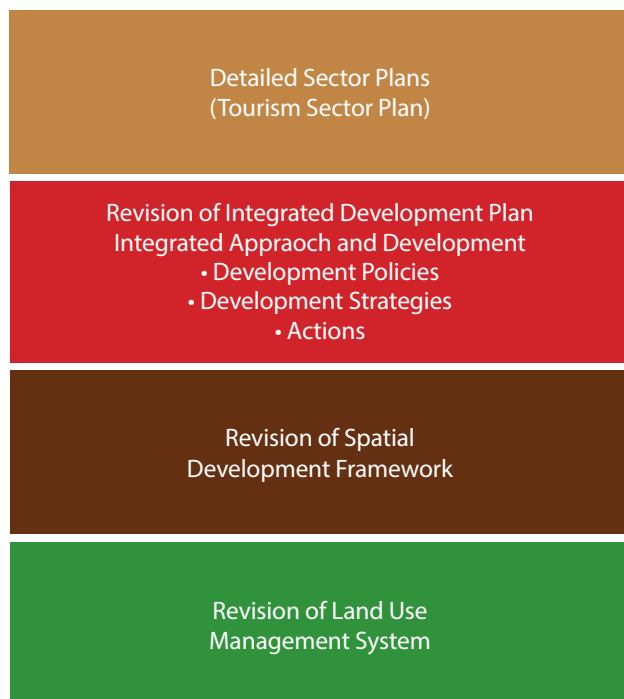 Detailed Sector Plans
(Tourism Sector Plan)
Revision of Integrated Development Plan
Integrated Appraoch and Development
• Development Policies
• Development Strategies
• Actions
Revision of Spatial
Development Framework
Revision of Land Use
Management System